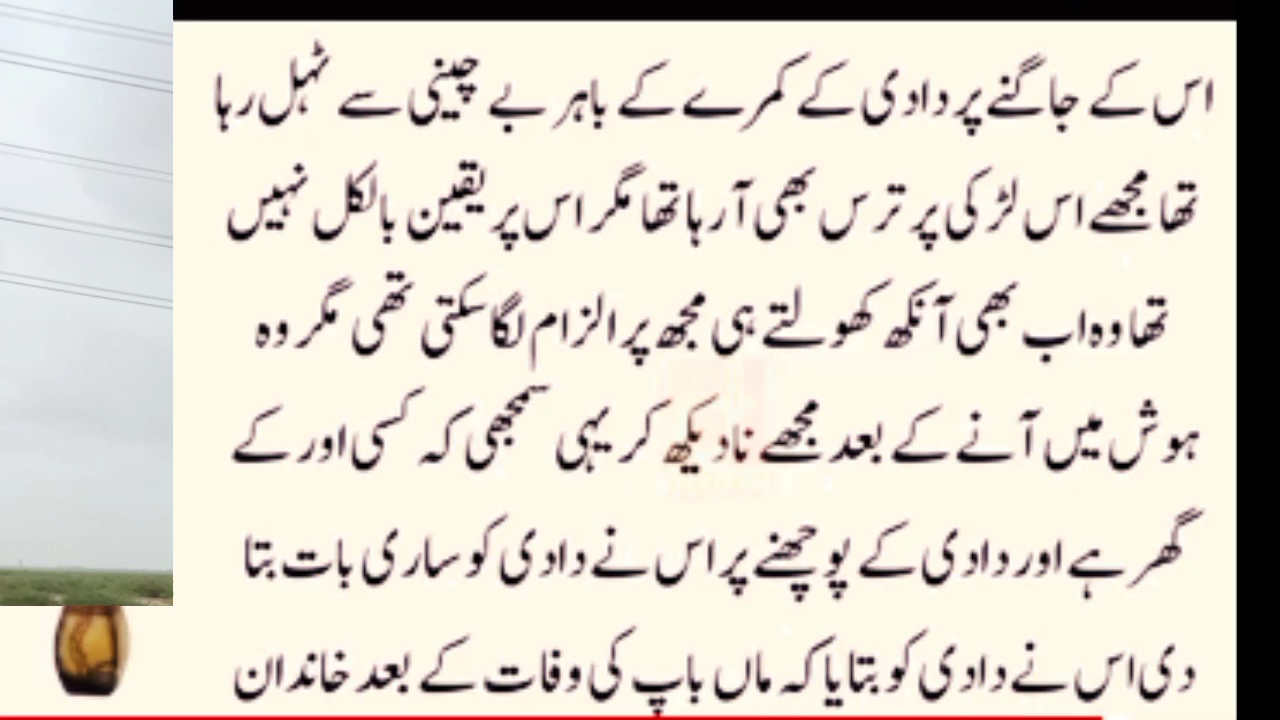 اس کے جاگنے پر دادی کے کمرے کے باہر بے چینی سے ٹہل رہا
تھا مجھے اس لڑکی پر ترس بھی آ رہا تھا مگر اس پر یقین بالکل نہیں
تھا وہ اب بھی آنکھ کھولتے ہی مجھ پر الزام لگا سکتی تھی مگر وہ
ہوش میں آنے کے بعد مجھے نا دیکھ کر یہی سمجھی کہ کسی اور کے
گھر ہے اور دادی کے پوچھنے پر اس نے دادی کو ساری بات بتا
دی اس نے دادی کو بتایا کہ ماں باپ کی وفات کے بعد خاندان